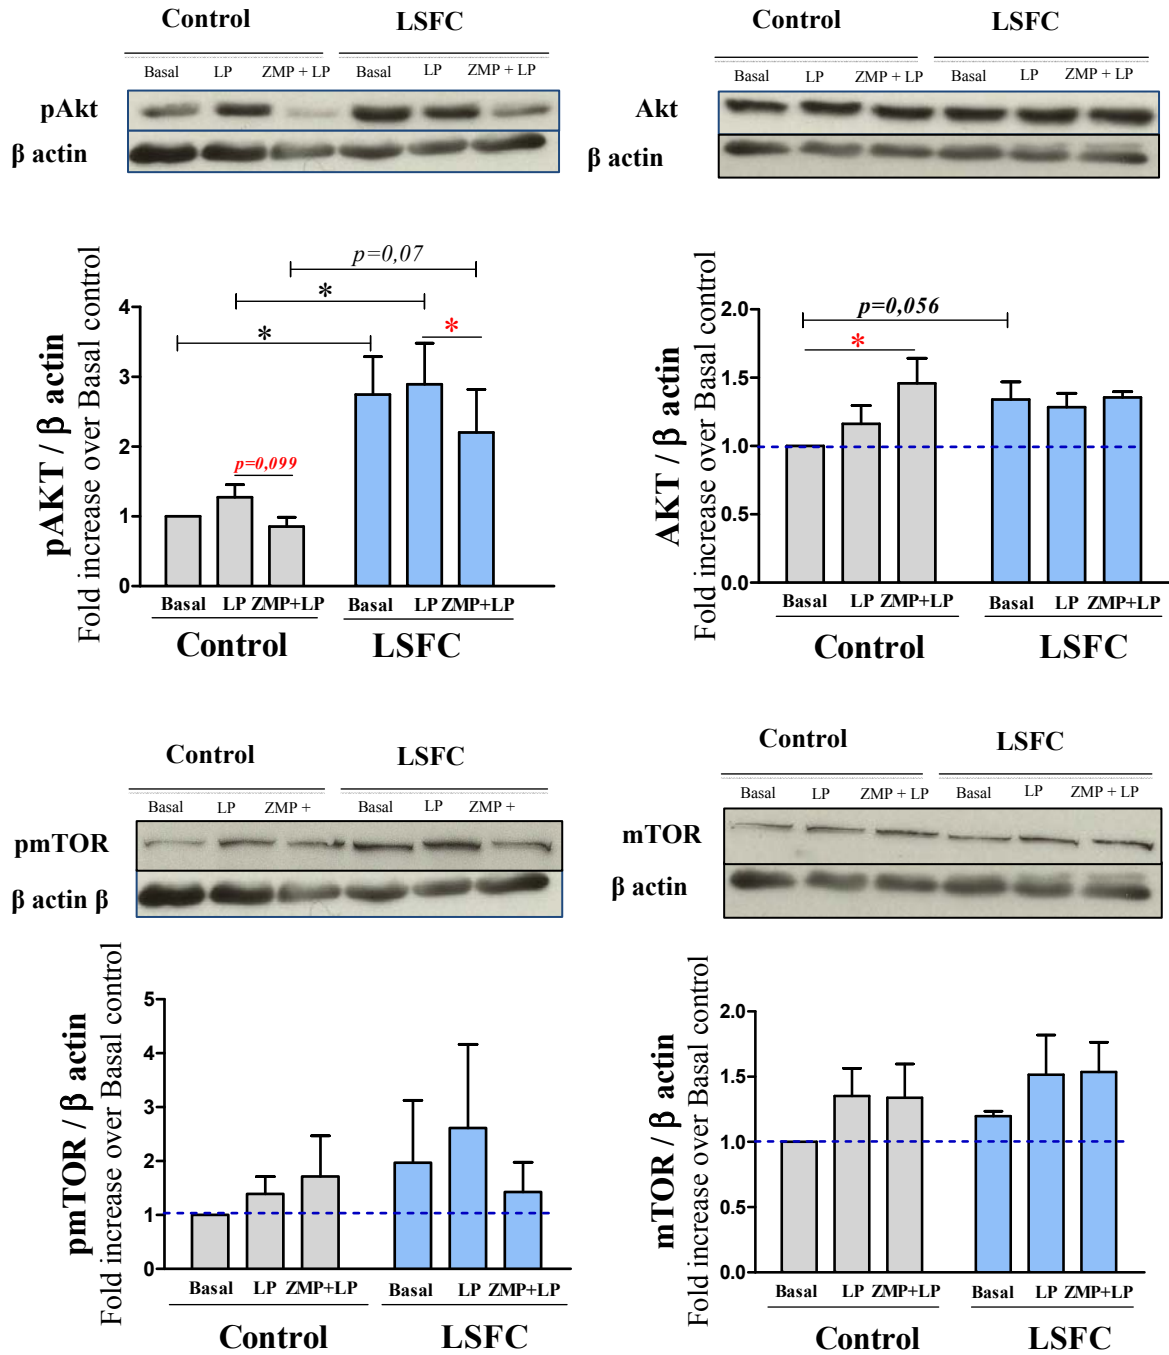 Control LSFC
Basal LP ZMP + LP Basal LP ZMP + LP
pAkt
β actin
Control LSFC
Basal LP ZMP + LP Basal LP ZMP + LP
Akt
β actin
pAKT / β actin
Fold increase over Basal control
p=0,07
*
*
*
p=0,099
4
3
2
1
0
Basal LP ZMP+LP Basal LP ZMP+LP
Control LSFC
AKT / β actin
Fold increase over Basal control
p=0,056
*
2.0
1.5
1.0
0.5
0.0
Basal LP ZMP+LP Basal LP ZMP+LP
Control LSFC
Control LSFC
Basal LP ZMP + Basal LP ZMP +
pmTOR
β actin β
Control LSFC
Basal LP ZMP + LP Basal LP ZMP + LP
mTOR
β actin
pmTOR / β actin
Fold increase over Basal control
5
4
3
2
1
0
Basal LP ZMP+LP Basal LP ZMP+LP
Control LSFC
mTOR / β actin
Fold increase over Basal control
2.0
1.5
1.0
0.5
0.0
Basal LP ZMP+LP Basal LP ZMP+LP
Control LSFC